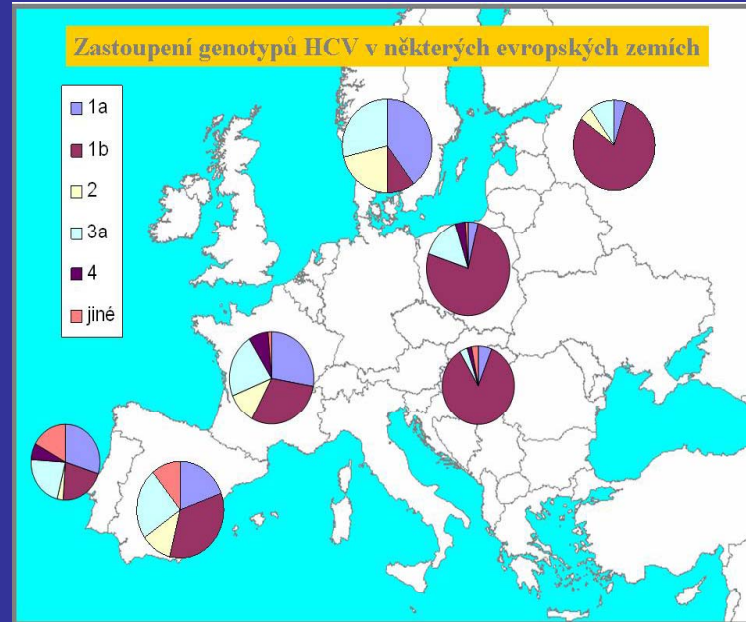 Zastoupení genotypů HCV v některých evropských zemích
1a
1b
2
3a
4
jiné